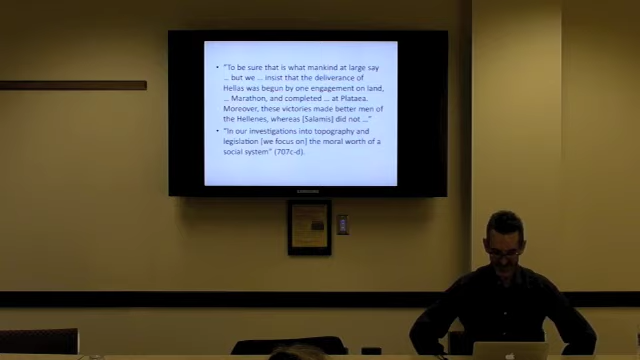 • "To be sure that is what mankind at large say
... but we ... insist that the deliverance of
Hellas was begun by one engagement on land,
... Marathon, and completed ... at Plataea.
Moreover, these victories made better men of
the Hellenes, whereas [Salamis] did not ..."
• "In our investigations into topography and
legislation [we focus on] the moral worth of a
social system" (707c-d).
SAMSUNG